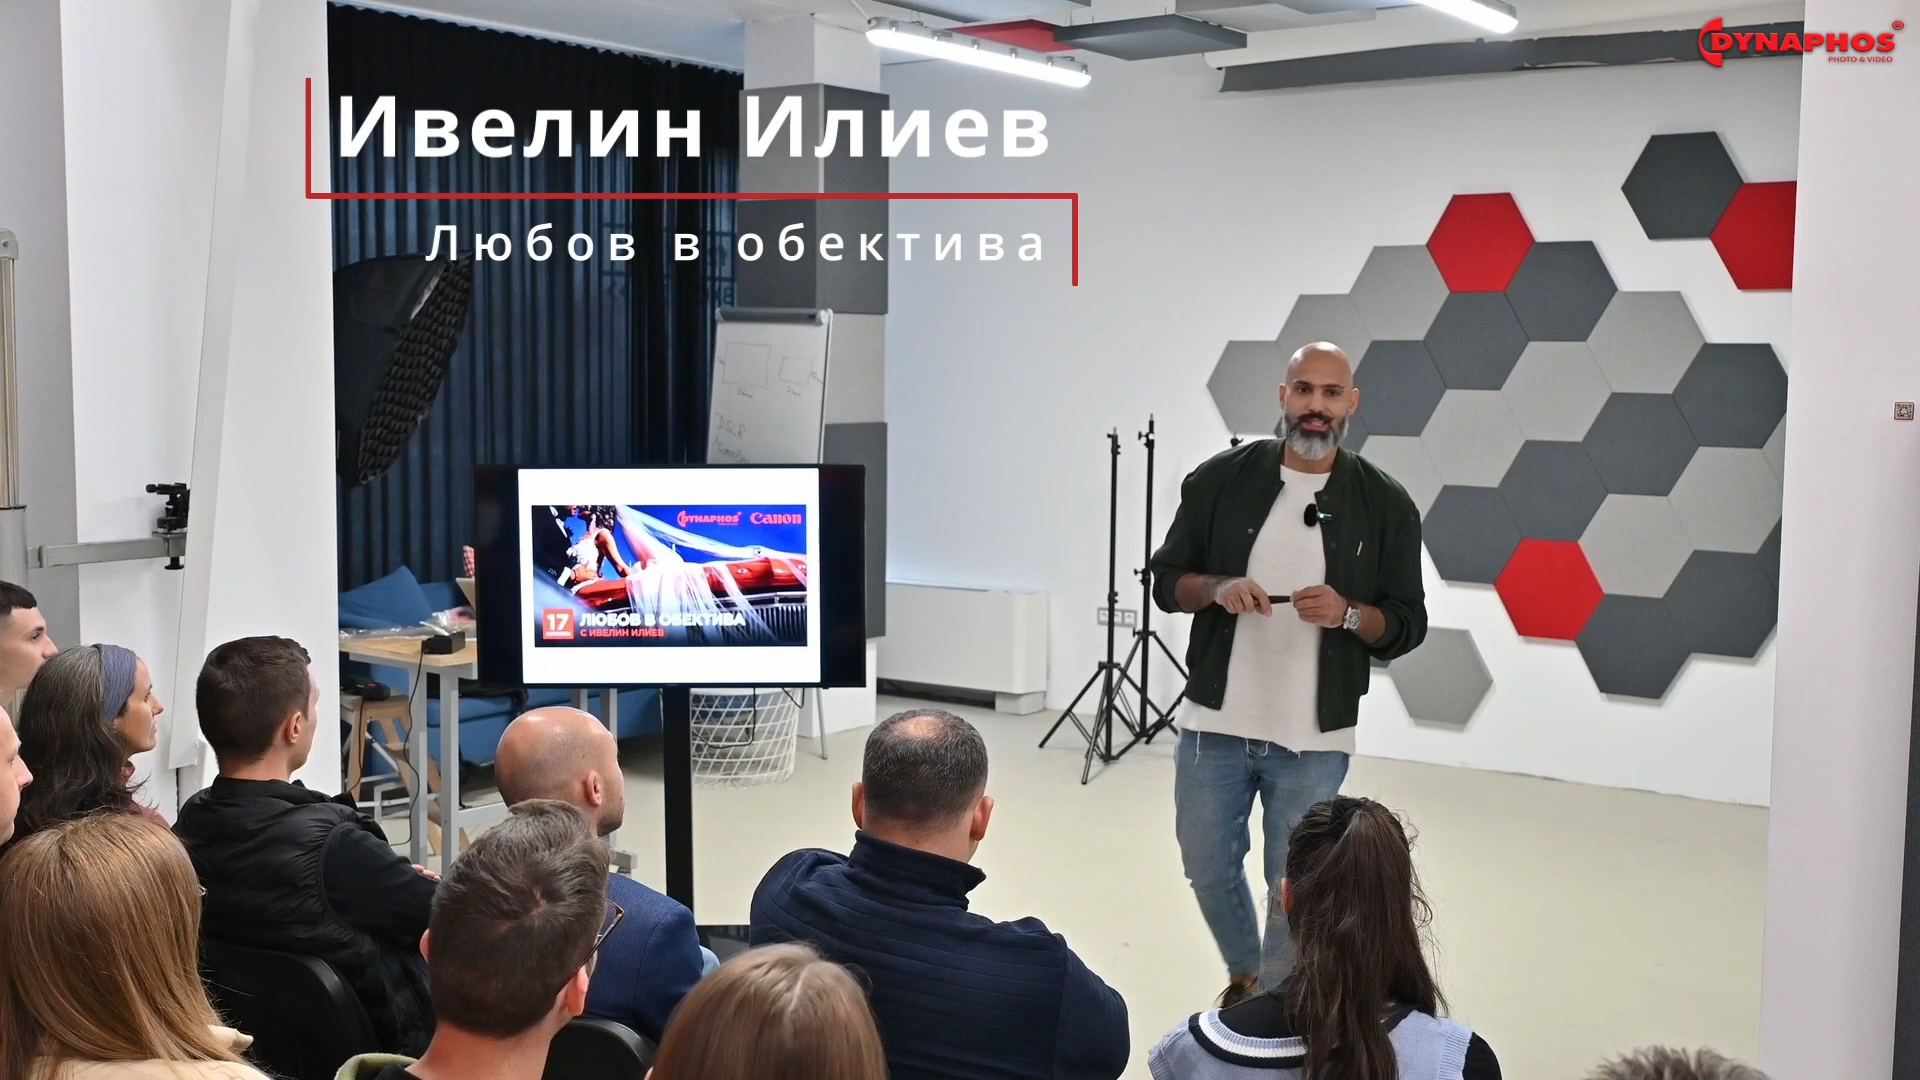 DYNAPHOS
PHOTO & VIDEO
Ивелин Илиев
Любов в обектива
DYNAPHOS Canon
17 ЛЮБОВ В ОБЕКТИВА
С ИВЕЛИН ИЛИЕВ